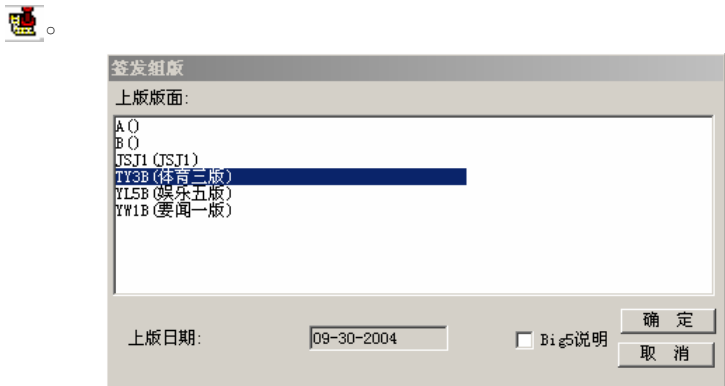 。
签发组版
上版版面:
A()
B()
JSJ1(JSJ1)
TY3B(体育三版)
YL5B(娱乐五版)
YW1B(要闻一版)
上版日期:
09-30-2004
Big5说明
确 定
取 消